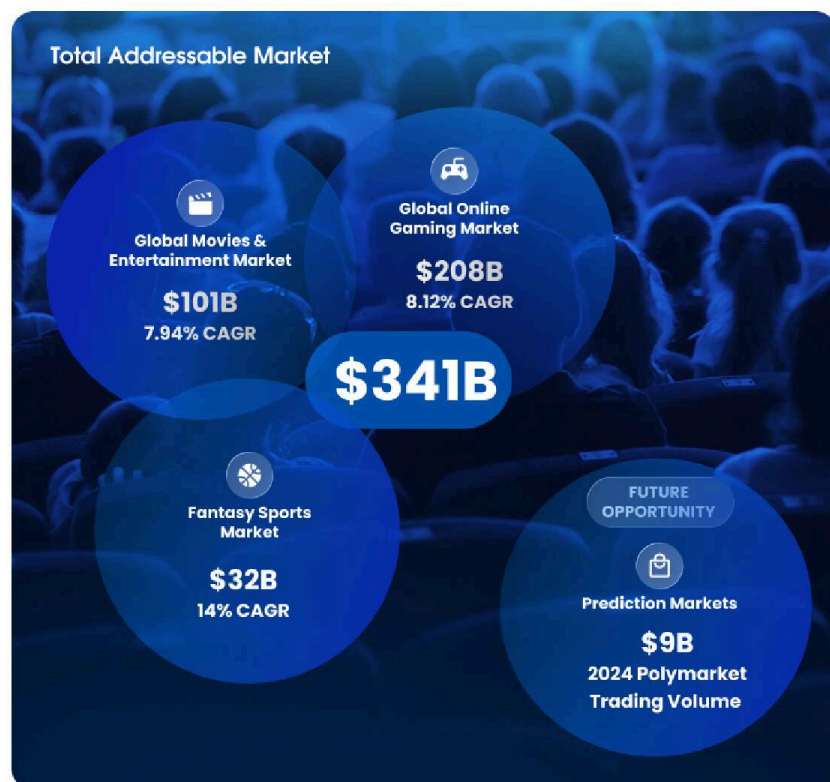 Total Addressable Market
Global Movies &
Entertainment Market
$101B
7.94% CAGR
Global Online
Gaming Market
$208B
8.12% CAGR
$341B
Fantasy Sports
Market
$32B
14% CAGR
FUTURE
OPPORTUNITY
Prediction Markets
$9B
2024 Polymarket
Trading Volume